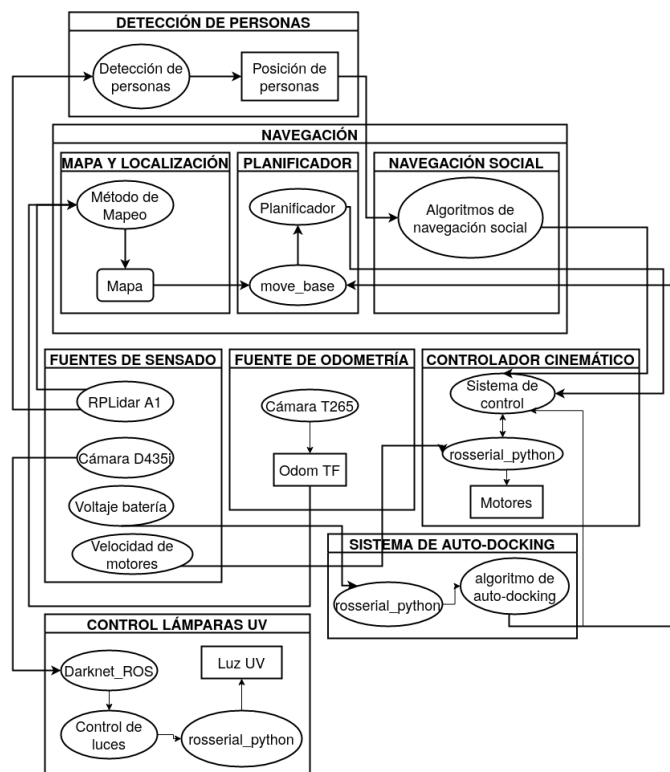 DETECCIÓN DE PERSONAS
Detección de
personas
Posición de
personas
NAVEGACIÓN
MAPA Y LOCALIZACIÓN
Método de
Mapeo
Mapa
PLANIFICADOR
Planificador
move_base
NAVEGACIÓN SOCIAL
Algoritmos de
navegación social
FUENTES DE SENSADO
RPLidar A1
Cámara D435i
Voltaje batería
Velocidad de
motores
FUENTE DE ODOMETRÍA
Cámara T265
Odom TF
CONTROLADOR CINEMÁTICO
Sistema de
control
rosserial_python
Motores
SISTEMA DE AUTO-DOCKING
rosserial_python
algoritmo de
auto-docking
CONTROL LÁMPARAS UV
Darknet_ROS
Control de
luces
Luz UV
rosserial_python